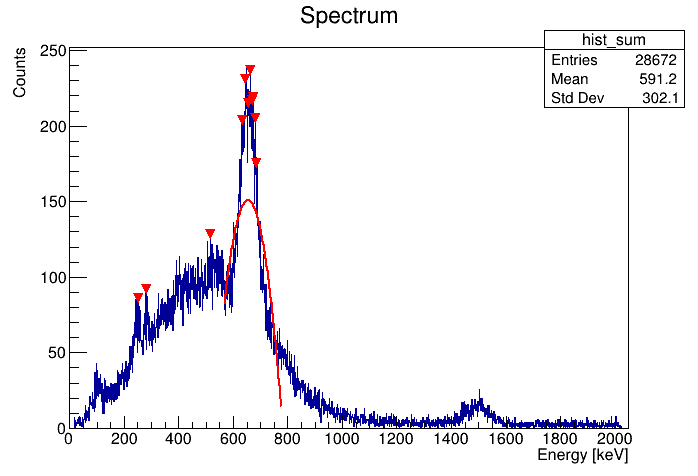 Spectrum
hist_sum
Entries 28672
Mean 591.2
Std Dev 302.1
Counts
250
200
150
100
50
0
0 200 400 600 800 1000 1200 1400 1600 1800 2000
Energy [keV]